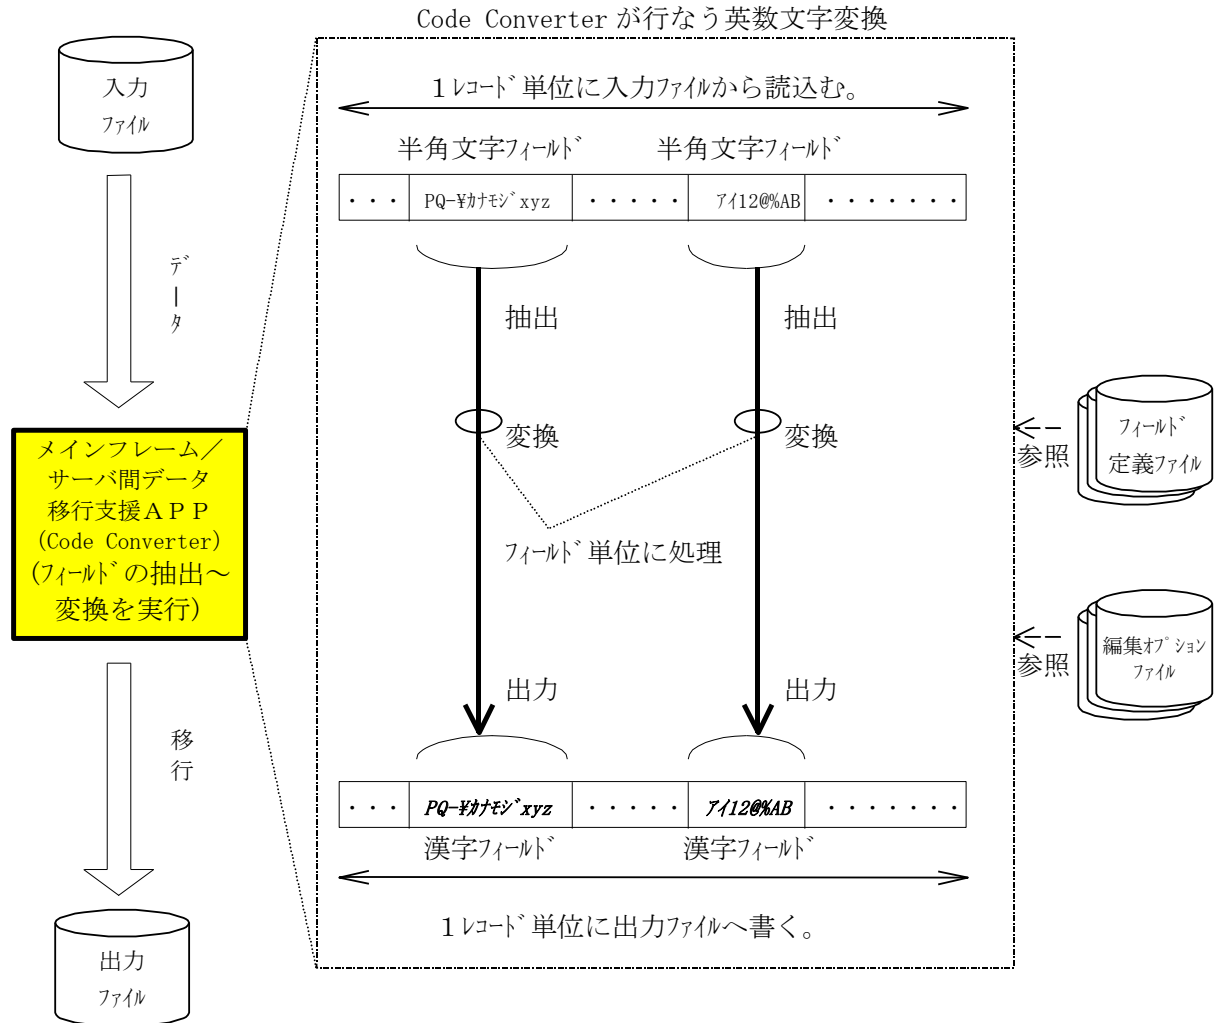 Code Converter が行なう英数文字変換
入力
ファイル
データ
メインフレーム／
サーバ間データ
移行支援ＡＰＰ
(Code Converter)
(フィールドの抽出～
変換を実行)
移行
出力
ファイル
１レコード単位に入力ファイルから読込む。
半角文字フィールド 半角文字フィールド
・・・ PQ-¥カナモジxyz ・・・・・ アイ12@%AB ・・・・・・・
抽出 抽出
変換 変換
フィールド単位に処理
出力 出力
・・・ PQ-¥カナモジxyz ・・・・・ アイ12@%AB ・・・・・・・
漢字フィールド 漢字フィールド
１レコード単位に出力ファイルへ書く。
参照
フィールド
定義ファイル
参照
編集オプション
ファイル